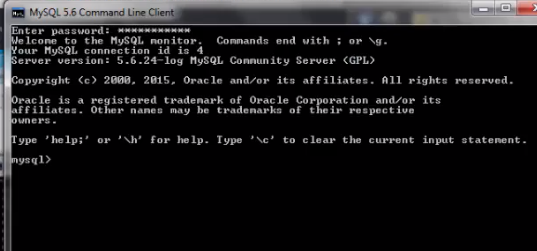 MySQL 5.6 Command Line Client
Enter password: ***********
Welcome to the MySQL monitor.  Commands end with ; or \g.
Your MySQL connection id is 4
Server version: 5.6.24-log MySQL Community Server (GPL)
Copyright (c) 2000, 2015, Oracle and/or its affiliates. All rights reserved.
Oracle is a registered trademark of Oracle Corporation and/or its
affiliates. Other names may be trademarks of their respective
owners.
Type 'help;' or '\h' for help. Type '\c' to clear the current input statement.
mysql>